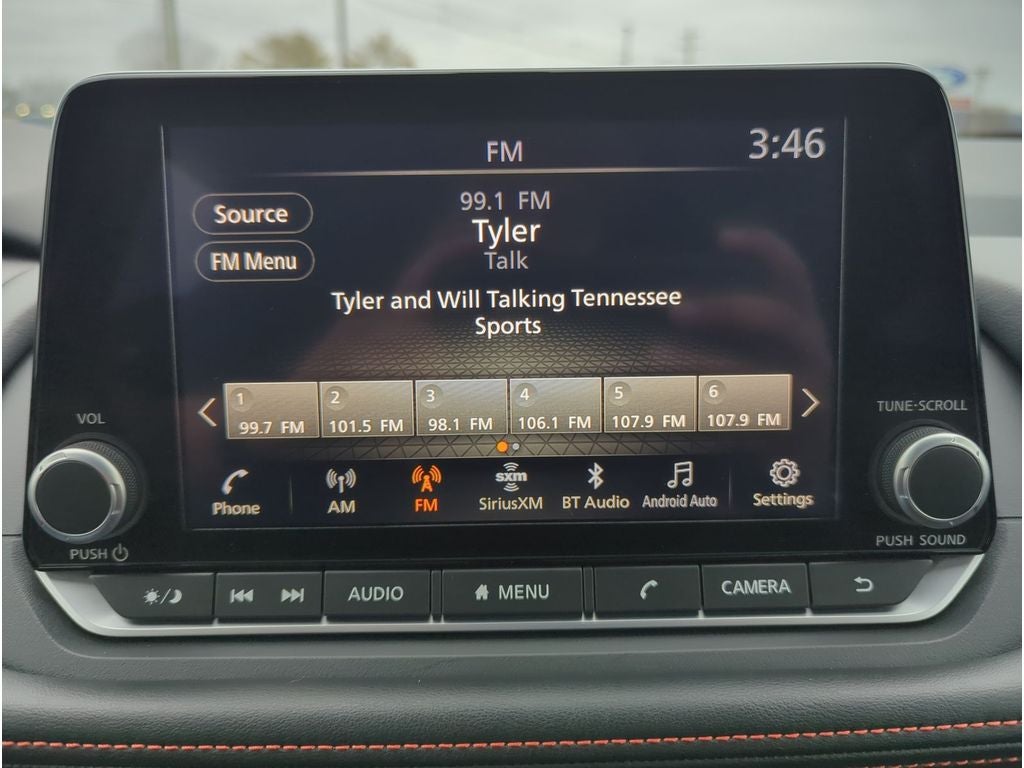 FM
3:46
Source
99.1 FM
Tyler
FM Menu
Talk
Tyler and Will Talking Tennessee
Sports
1 2 3 4 5 6
99.7 FM 101.5 FM 98.1 FM 106.1 FM 107.9 FM 107.9 FM
VOL
TUNE·SCROLL
sxm
Phone AM FM SiriusXM BT Audio Android Auto Settings
PUSH
PUSH SOUND
AUDIO MENU CAMERA